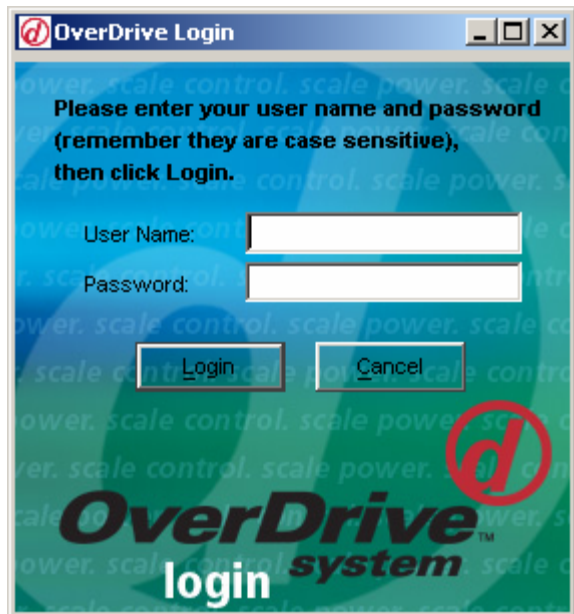 OverDrive Login
Please enter your user name and password
(remember they are case sensitive),
then click Login.
User Name:
Password:
Login
Cancel
d
OverDrive™
system
login